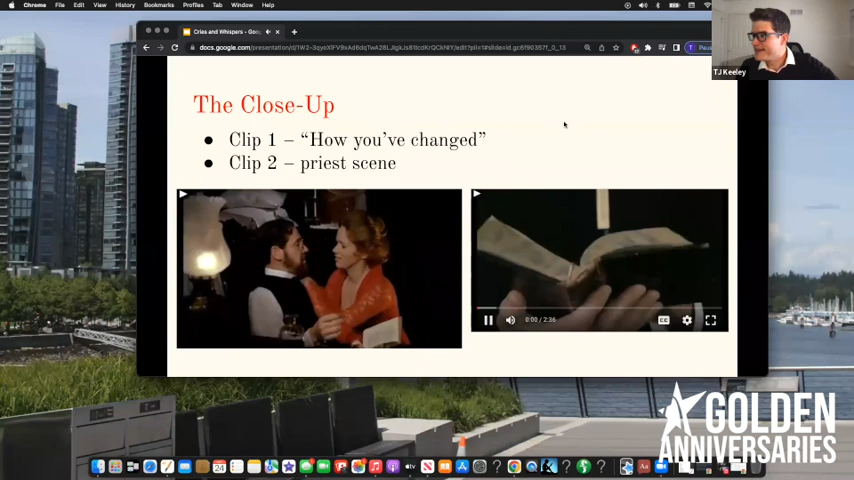 Chrome File Edit View History Bookmarks Profiles Tab Window Help
Cries and Whispers - Goo
The Close-Up
● Clip 1 – “How you’ve changed”
● Clip 2 – priest scene
0:00 / 2:36
CC
TJ Keeley
GOLDEN
ANNIVERSARIES